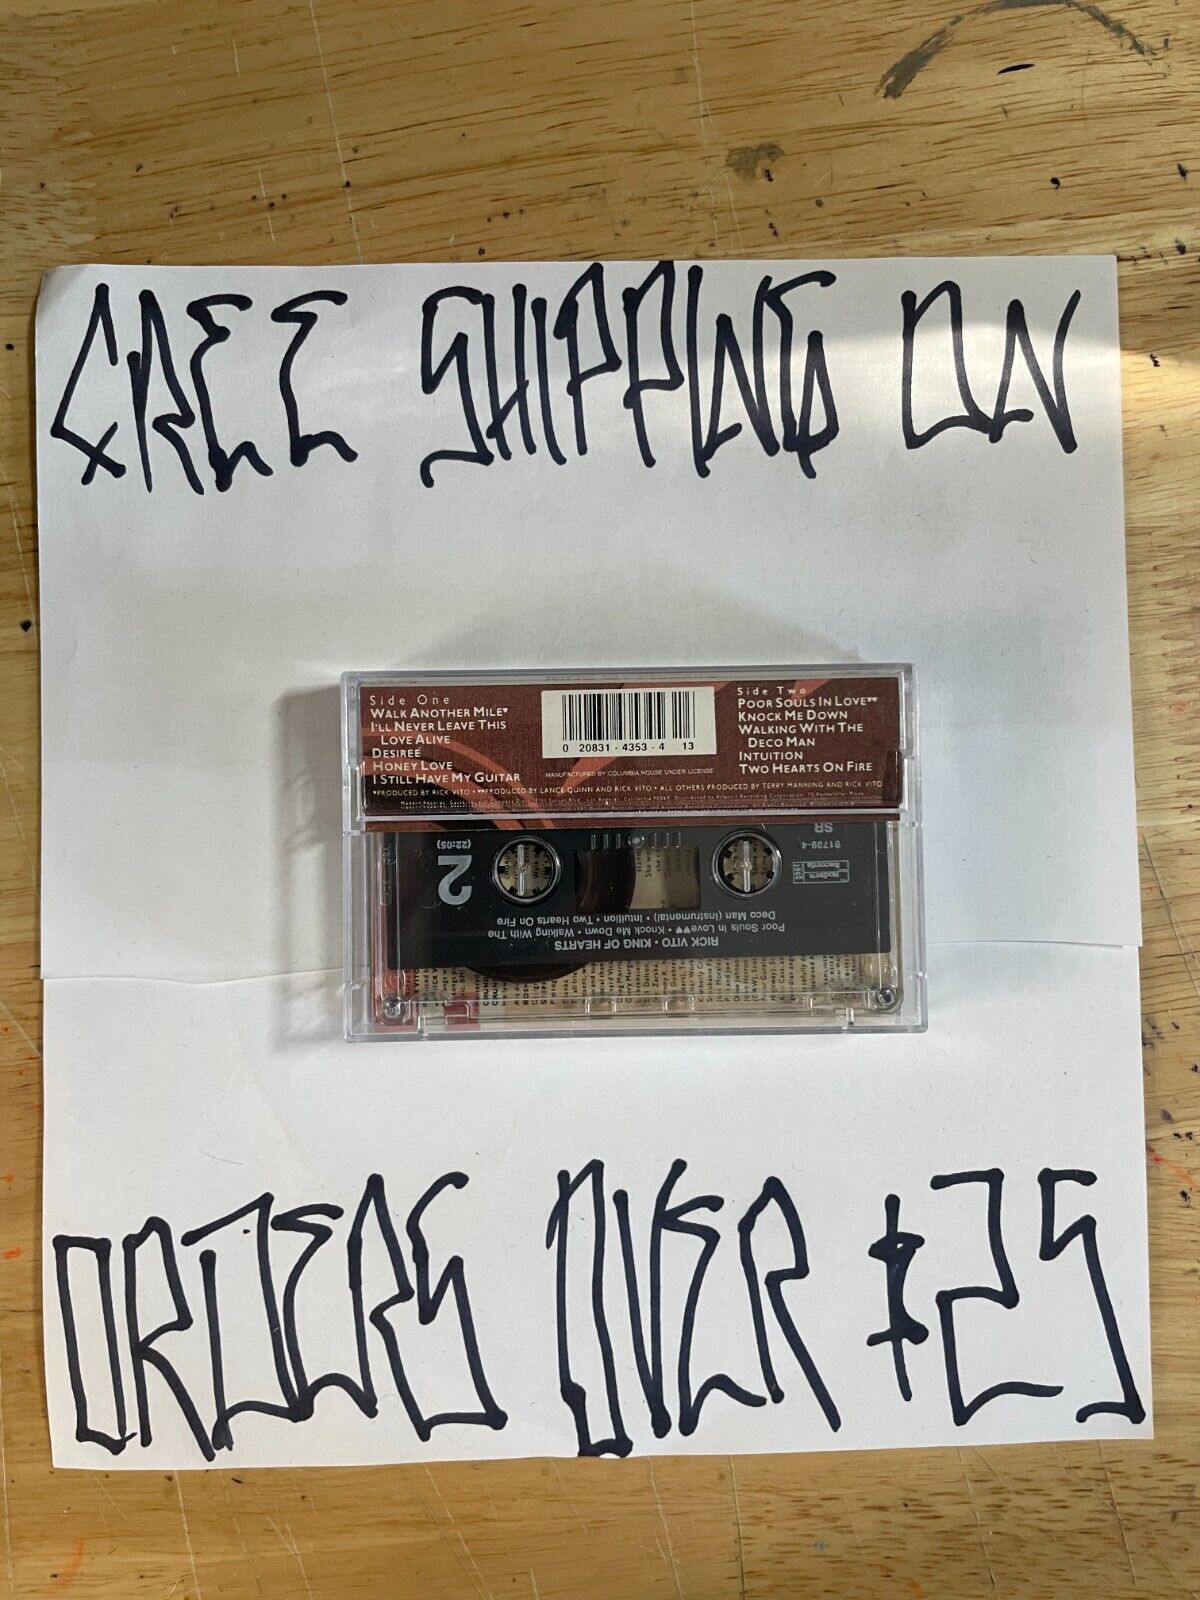 FREE SHIPPING ON
Side One
WALK ANOTHER MILE♥
I'LL NEVER LEAVE THIS
LOVE ALIVE
DESIREÉ
HONEY LOVE
I STILL HAVE MY GUITAR
0 20831-4353-4 13
MANUFACTURED BY COLUMBIA HOUSE UNDER LICENSE
Side Two
POOR SOULS IN LOVE♥♥
KNOCK ME DOWN
WALKING WITH THE
DECO MAN
INTUITION
TWO HEARTS ON FIRE
♥PRODUCED BY RICK VITO • ♥♥PRODUCED BY LANCE QUINN AND RICK VITO • ALL OTHERS PRODUCED BY TERRY MANNING AND RICK VITO
RICK VITO • KING OF HEARTS
Poor Souls In Love♥♥ • Knock Me Down • Walking With The
Deco Man (instrumental) • Intuition • Two Hearts On Fire
2
(22:05)
Modern
Records
1980
91789-4
SR
ORDERS OVER $25